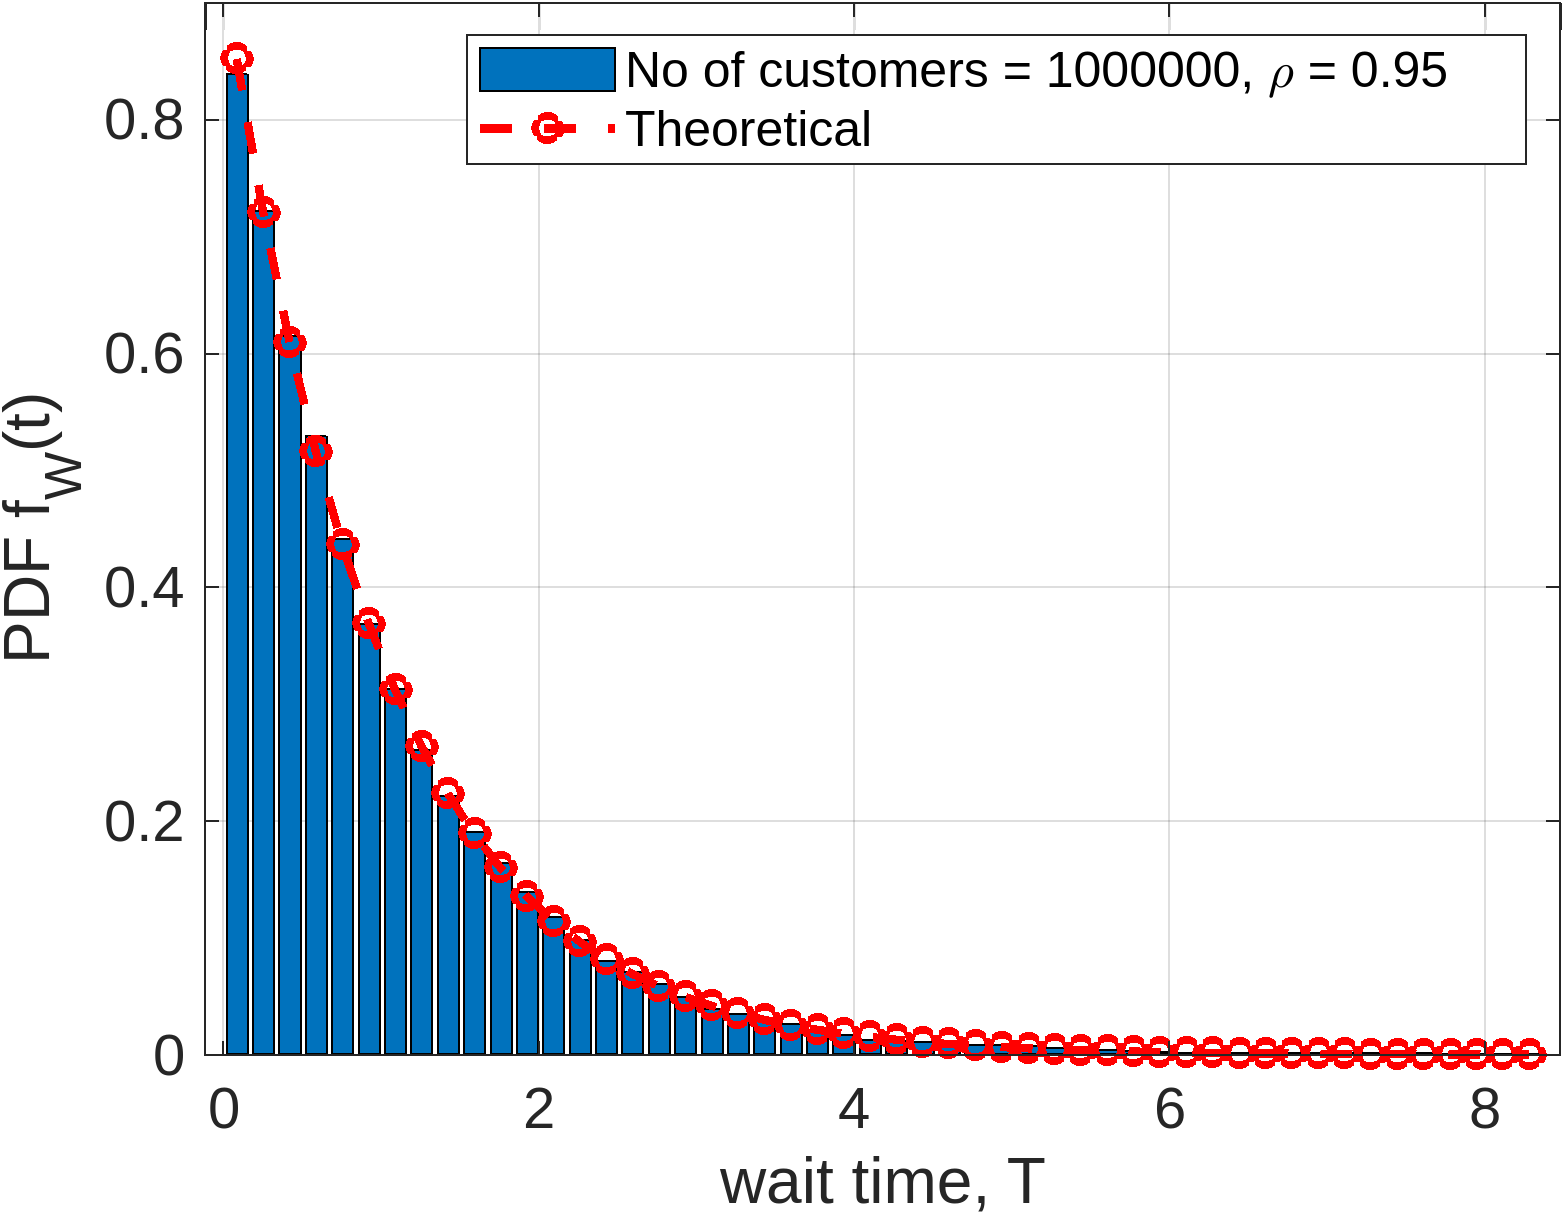 No of customers = 1000000, ρ = 0.95
Theoretical
PDF f_W(t)
0.8
0.6
0.4
0.2
0
0 2 4 6 8
wait time, T